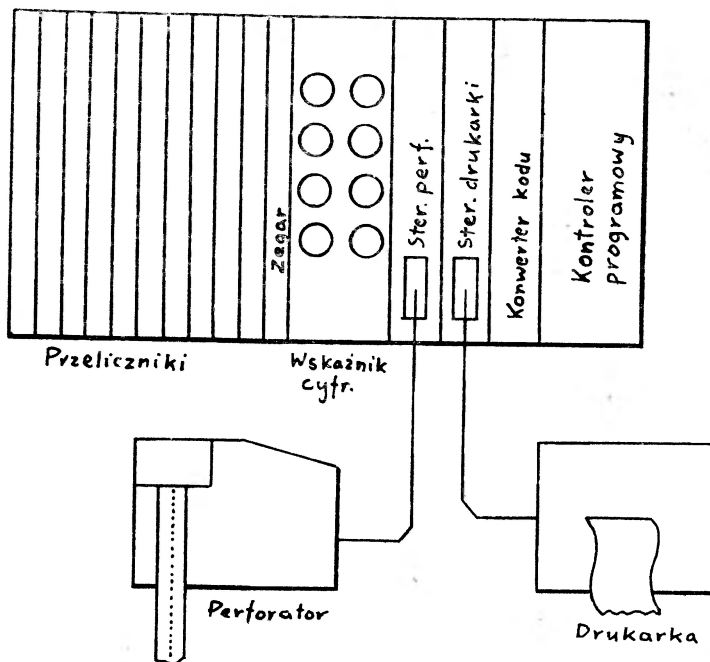 Zegar
Ster. perf.
Ster. drukarki
Konwerter kodu
Kontroler
programowy
Przeliczniki
Wskaźnik
cyfr.
Perforator
Drukarka